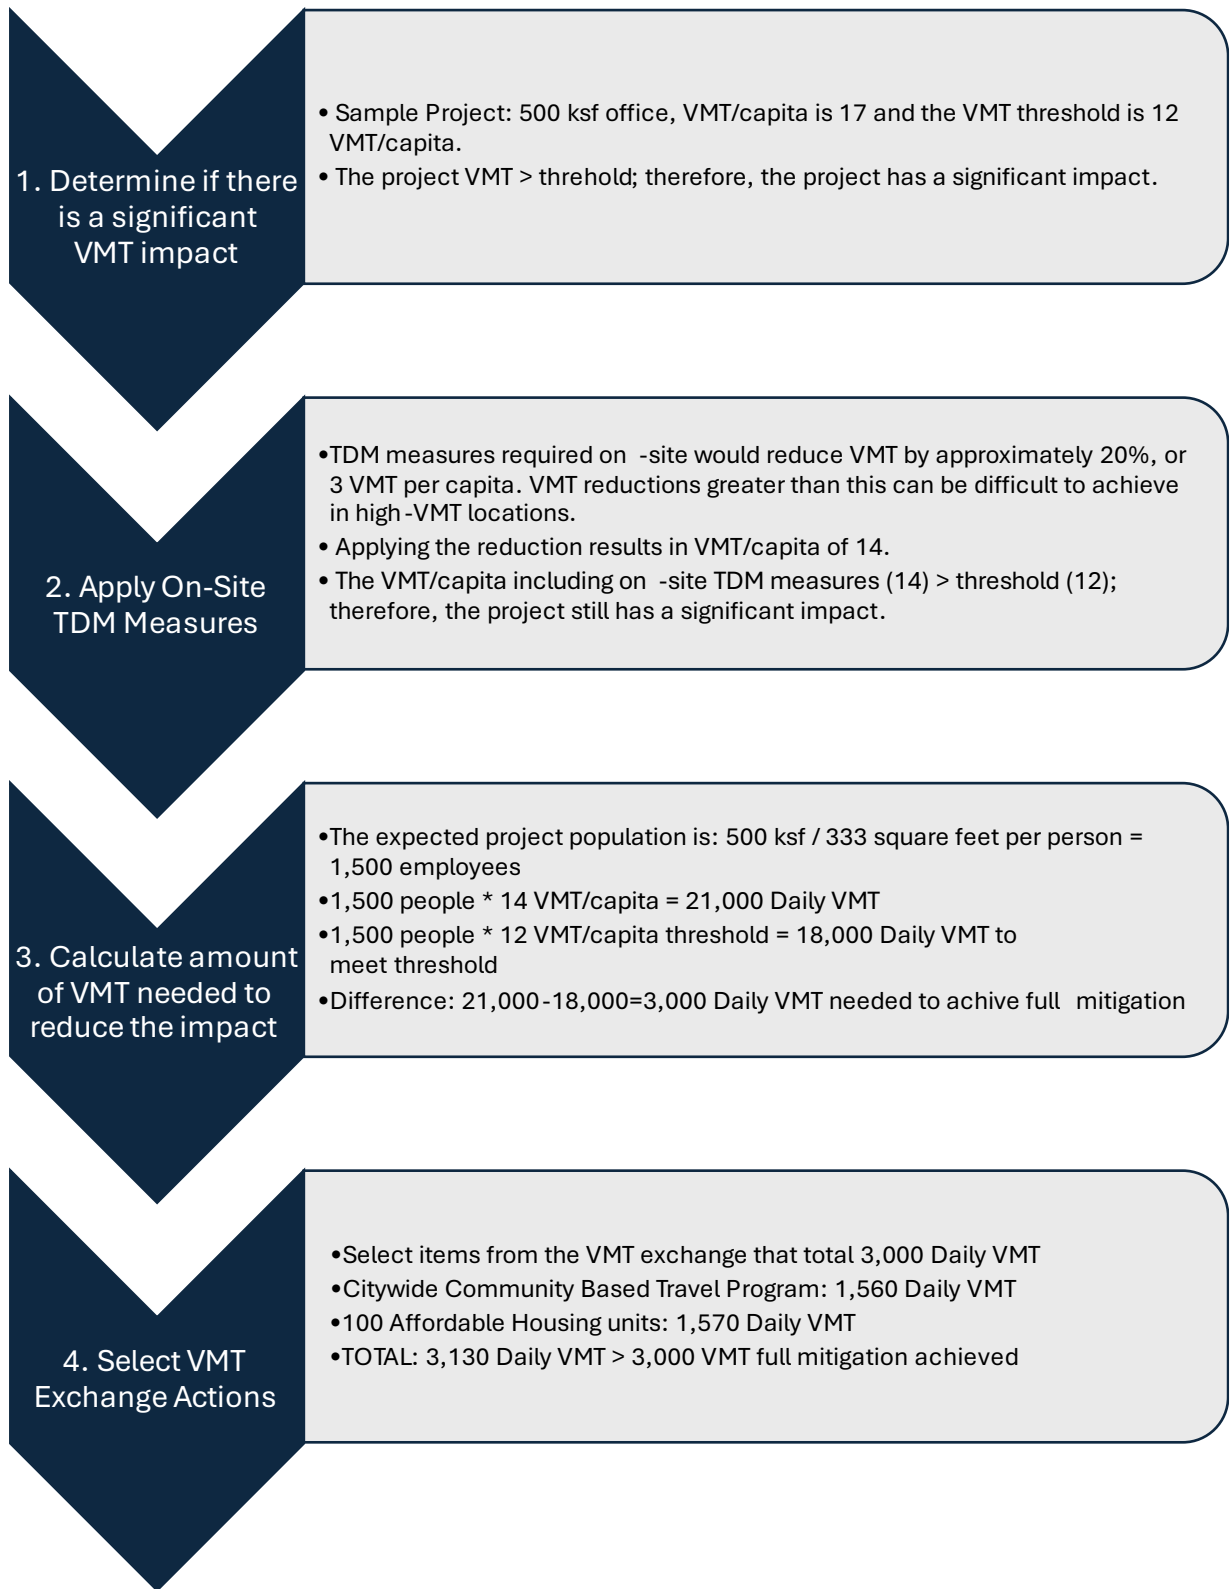 1. Determine if there
is a significant
VMT impact
• Sample Project: 500 ksf office, VMT/capita is 17 and the VMT threshold is 12
VMT/capita.
• The project VMT > threhold; therefore, the project has a significant impact.
2. Apply On-Site
TDM Measures
•TDM measures required on -site would reduce VMT by approximately 20%, or
3 VMT per capita. VMT reductions greater than this can be difficult to achieve
in high-VMT locations.
• Applying the reduction results in VMT/capita of 14.
• The VMT/capita including on -site TDM measures (14) > threshold (12);
therefore, the project still has a significant impact.
3. Calculate amount
of VMT needed to
reduce the impact
•The expected project population is: 500 ksf / 333 square feet per person =
1,500 employees
•1,500 people * 14 VMT/capita = 21,000 Daily VMT
•1,500 people * 12 VMT/capita threshold = 18,000 Daily VMT to
meet threshold
•Difference: 21,000-18,000=3,000 Daily VMT needed to achive full mitigation
4. Select VMT
Exchange Actions
•Select items from the VMT exchange that total 3,000 Daily VMT
•Citywide Community Based Travel Program: 1,560 Daily VMT
•100 Affordable Housing units: 1,570 Daily VMT
•TOTAL: 3,130 Daily VMT > 3,000 VMT full mitigation achieved